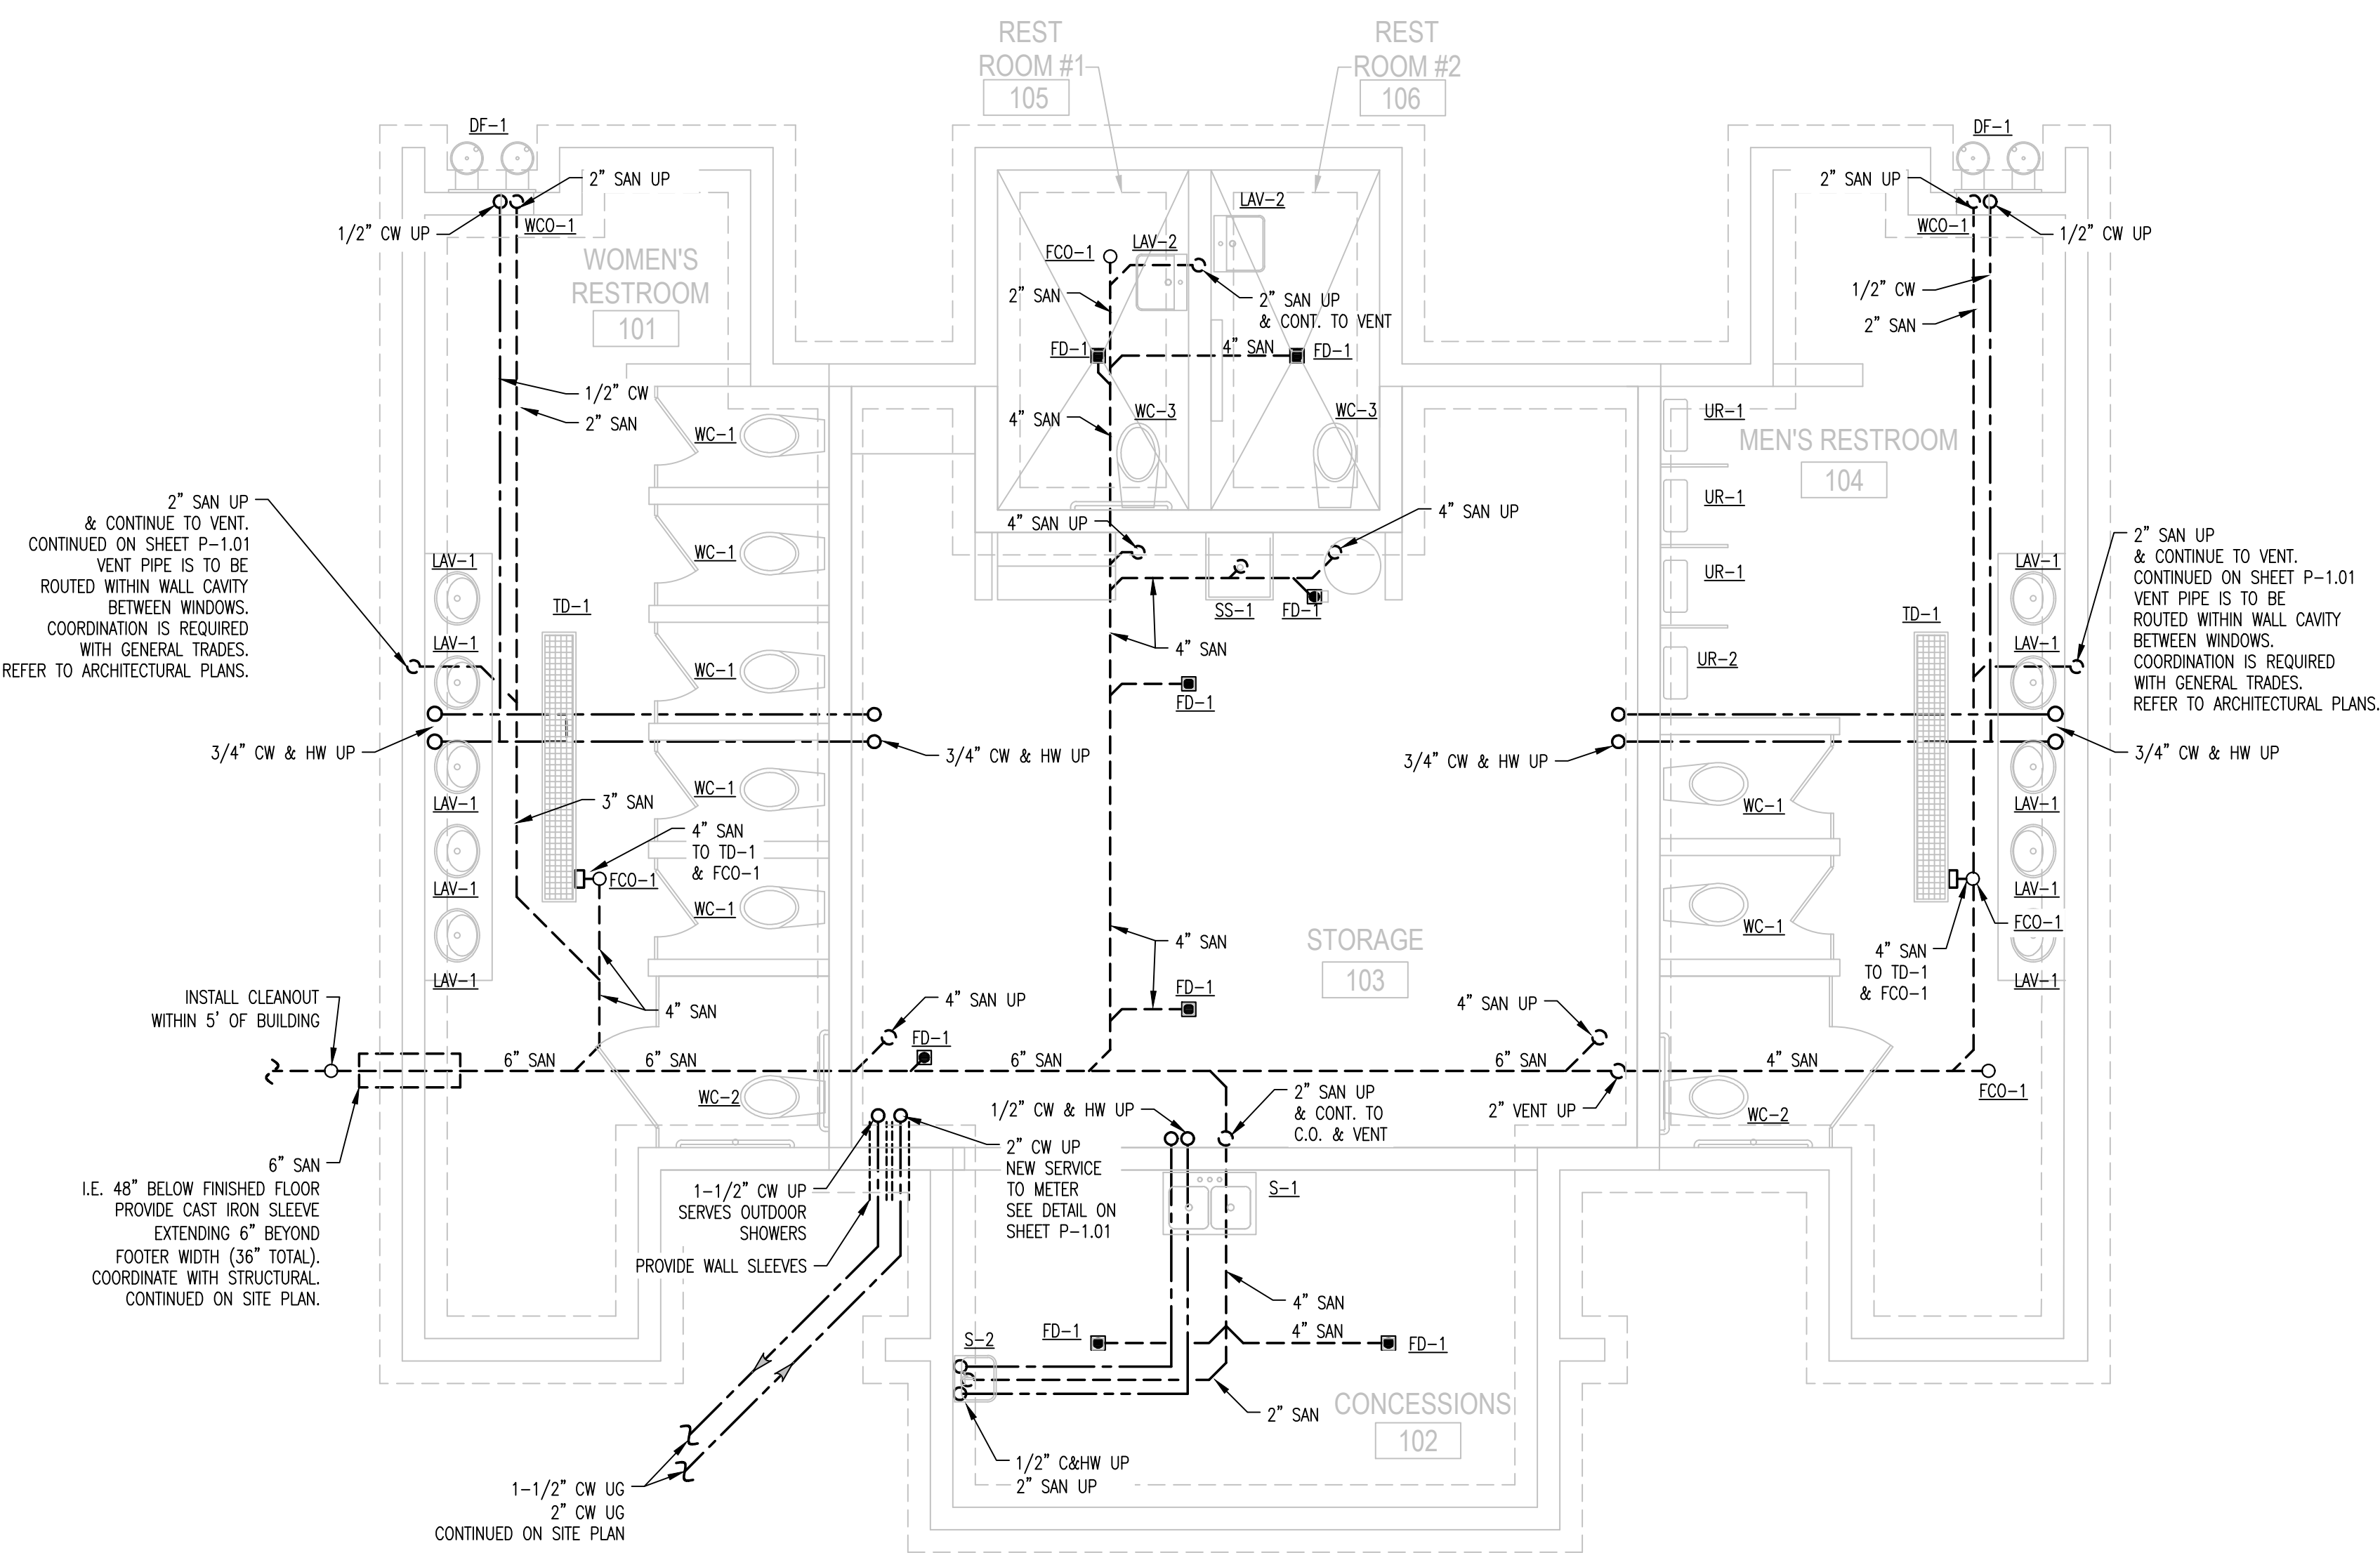 REST
ROOM #1
105
REST
ROOM #2
106
DF-1
2" SAN UP
1/2" CW UP
WCO-1
WOMEN'S
RESTROOM
101
1/2" CW
2" SAN
FCO-1
LAV-2
LAV-2
2" SAN
2" SAN UP
& CONT. TO VENT
FD-1
4" SAN
FD-1
4" SAN
WC-3
WC-3
DF-1
2" SAN UP
WCO-1
1/2" CW UP
1/2" CW
2" SAN
UR-1
UR-1
UR-1
UR-2
MEN'S RESTROOM
104
WC-1
WC-1
WC-1
WC-1
WC-1
2" SAN UP
& CONTINUE TO VENT.
CONTINUED ON SHEET P-1.01
VENT PIPE IS TO BE
ROUTED WITHIN WALL CAVITY
BETWEEN WINDOWS.
COORDINATION IS REQUIRED
WITH GENERAL TRADES.
REFER TO ARCHITECTURAL PLANS.
LAV-1
LAV-1
LAV-1
LAV-1
LAV-1
TD-1
4" SAN UP
4" SAN UP
SS-1
FD-1
4" SAN
FD-1
2" SAN UP
& CONTINUE TO VENT.
CONTINUED ON SHEET P-1.01
VENT PIPE IS TO BE
ROUTED WITHIN WALL CAVITY
BETWEEN WINDOWS.
COORDINATION IS REQUIRED
WITH GENERAL TRADES.
REFER TO ARCHITECTURAL PLANS.
TD-1
LAV-1
LAV-1
LAV-1
LAV-1
LAV-1
3/4" CW & HW UP
3/4" CW & HW UP
3/4" CW & HW UP
3/4" CW & HW UP
3" SAN
4" SAN
TO TD-1
& FCO-1
FCO-1
WC-1
WC-1
4" SAN
FD-1
STORAGE
103
FCO-1
4" SAN
TO TD-1
& FCO-1
INSTALL CLEANOUT
WITHIN 5' OF BUILDING
4" SAN
4" SAN UP
FD-1
4" SAN UP
6" SAN
6" SAN
6" SAN
6" SAN
4" SAN
FCO-1
WC-2
1/2" CW & HW UP
2" SAN UP
& CONT. TO
C.O. & VENT
2" VENT UP
WC-2
6" SAN
I.E. 48" BELOW FINISHED FLOOR
PROVIDE CAST IRON SLEEVE
EXTENDING 6" BEYOND
FOOTER WIDTH (36" TOTAL).
COORDINATE WITH STRUCTURAL.
CONTINUED ON SITE PLAN.
1-1/2" CW UP
SERVES OUTDOOR
SHOWERS
PROVIDE WALL SLEEVES
2" CW UP
NEW SERVICE
TO METER
SEE DETAIL ON
SHEET P-1.01
S-1
4" SAN
S-2
FD-1
4" SAN
FD-1
2" SAN
CONCESSIONS
102
1/2" C&HW UP
2" SAN UP
1-1/2" CW UG
2" CW UG
CONTINUED ON SITE PLAN